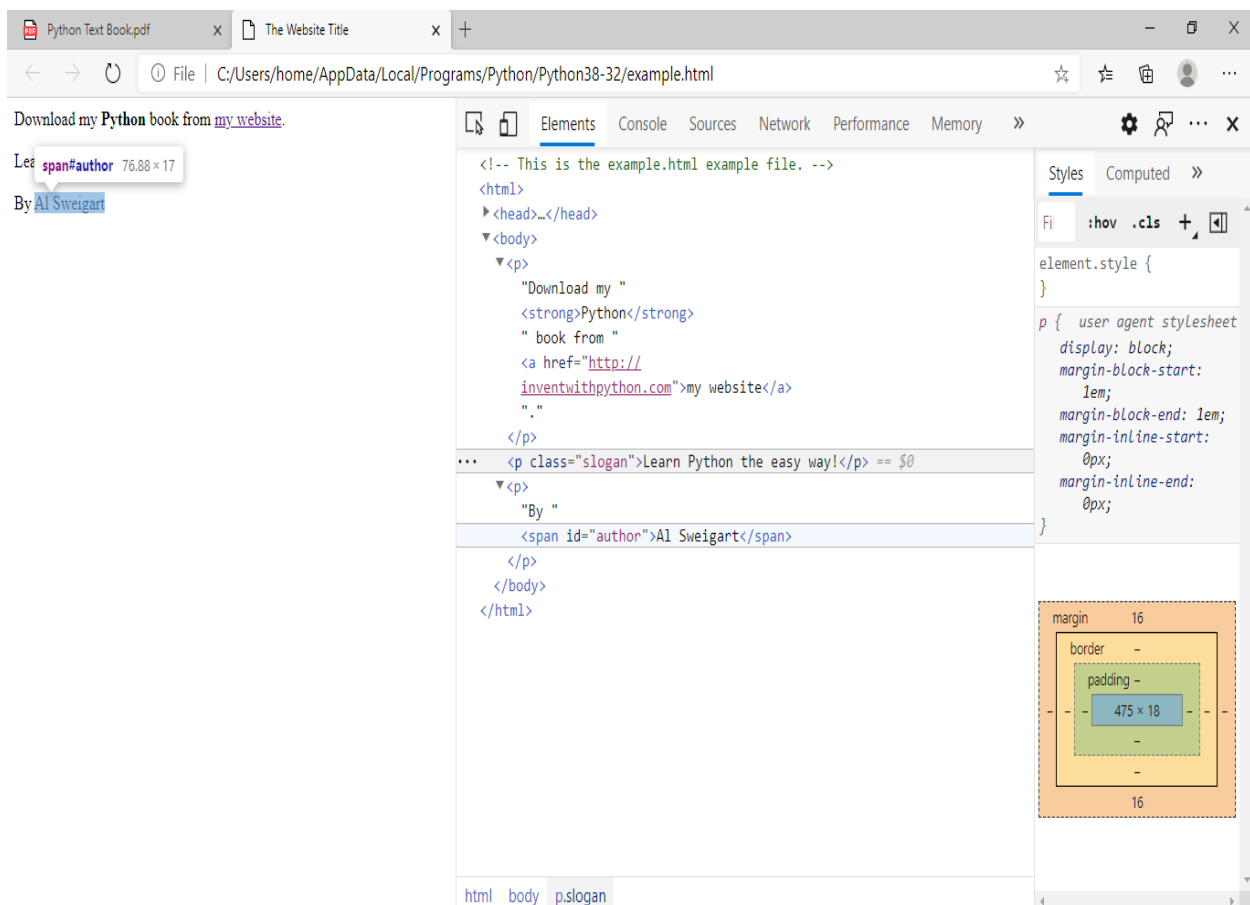 Python Text Book.pdf
The Website Title
File
C:/Users/home/AppData/Local/Programs/Python/Python38-32/example.html
Download my Python book from my website.
Lea
span#author 76.88 × 17
By Al Sweigart
Elements Console Sources Network Performance Memory »
<!-- This is the example.html example file. -->
<html>
<head>…</head>
<body>
<p>
"Download my "
<strong>Python</strong>
" book from "
<a href="http://
inventwithpython.com">my website</a>
"."
</p>
... <p class="slogan">Learn Python the easy way!</p> == $0
<p>
"By "
<span id="author">Al Sweigart</span>
</p>
</body>
</html>
html body p.slogan
Styles Computed »
Fil :hov .cls +
element.style {
}
p { user agent stylesheet
display: block;
margin-block-start:
1em;
margin-block-end: 1em;
margin-inline-start:
0px;
margin-inline-end:
0px;
}
margin 16
border –
padding –
– – – 475 × 18 – – –
–
–
16